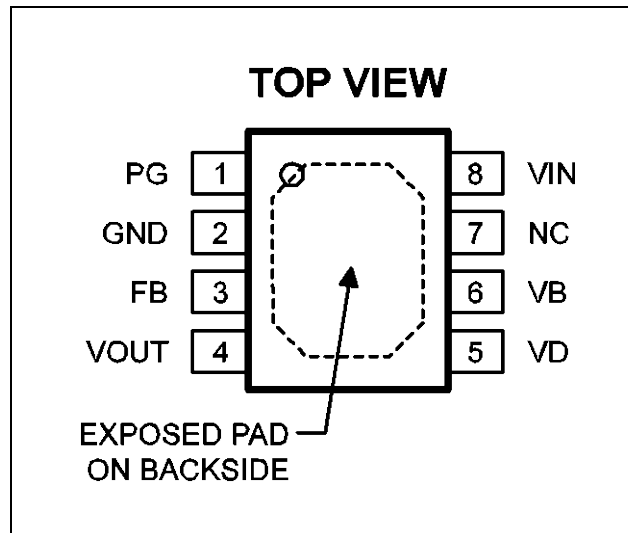 TOP VIEW
PG 1 8 VIN
GND 2 7 NC
FB 3 6 VB
VOUT 4 5 VD
EXPOSED PAD
ON BACKSIDE